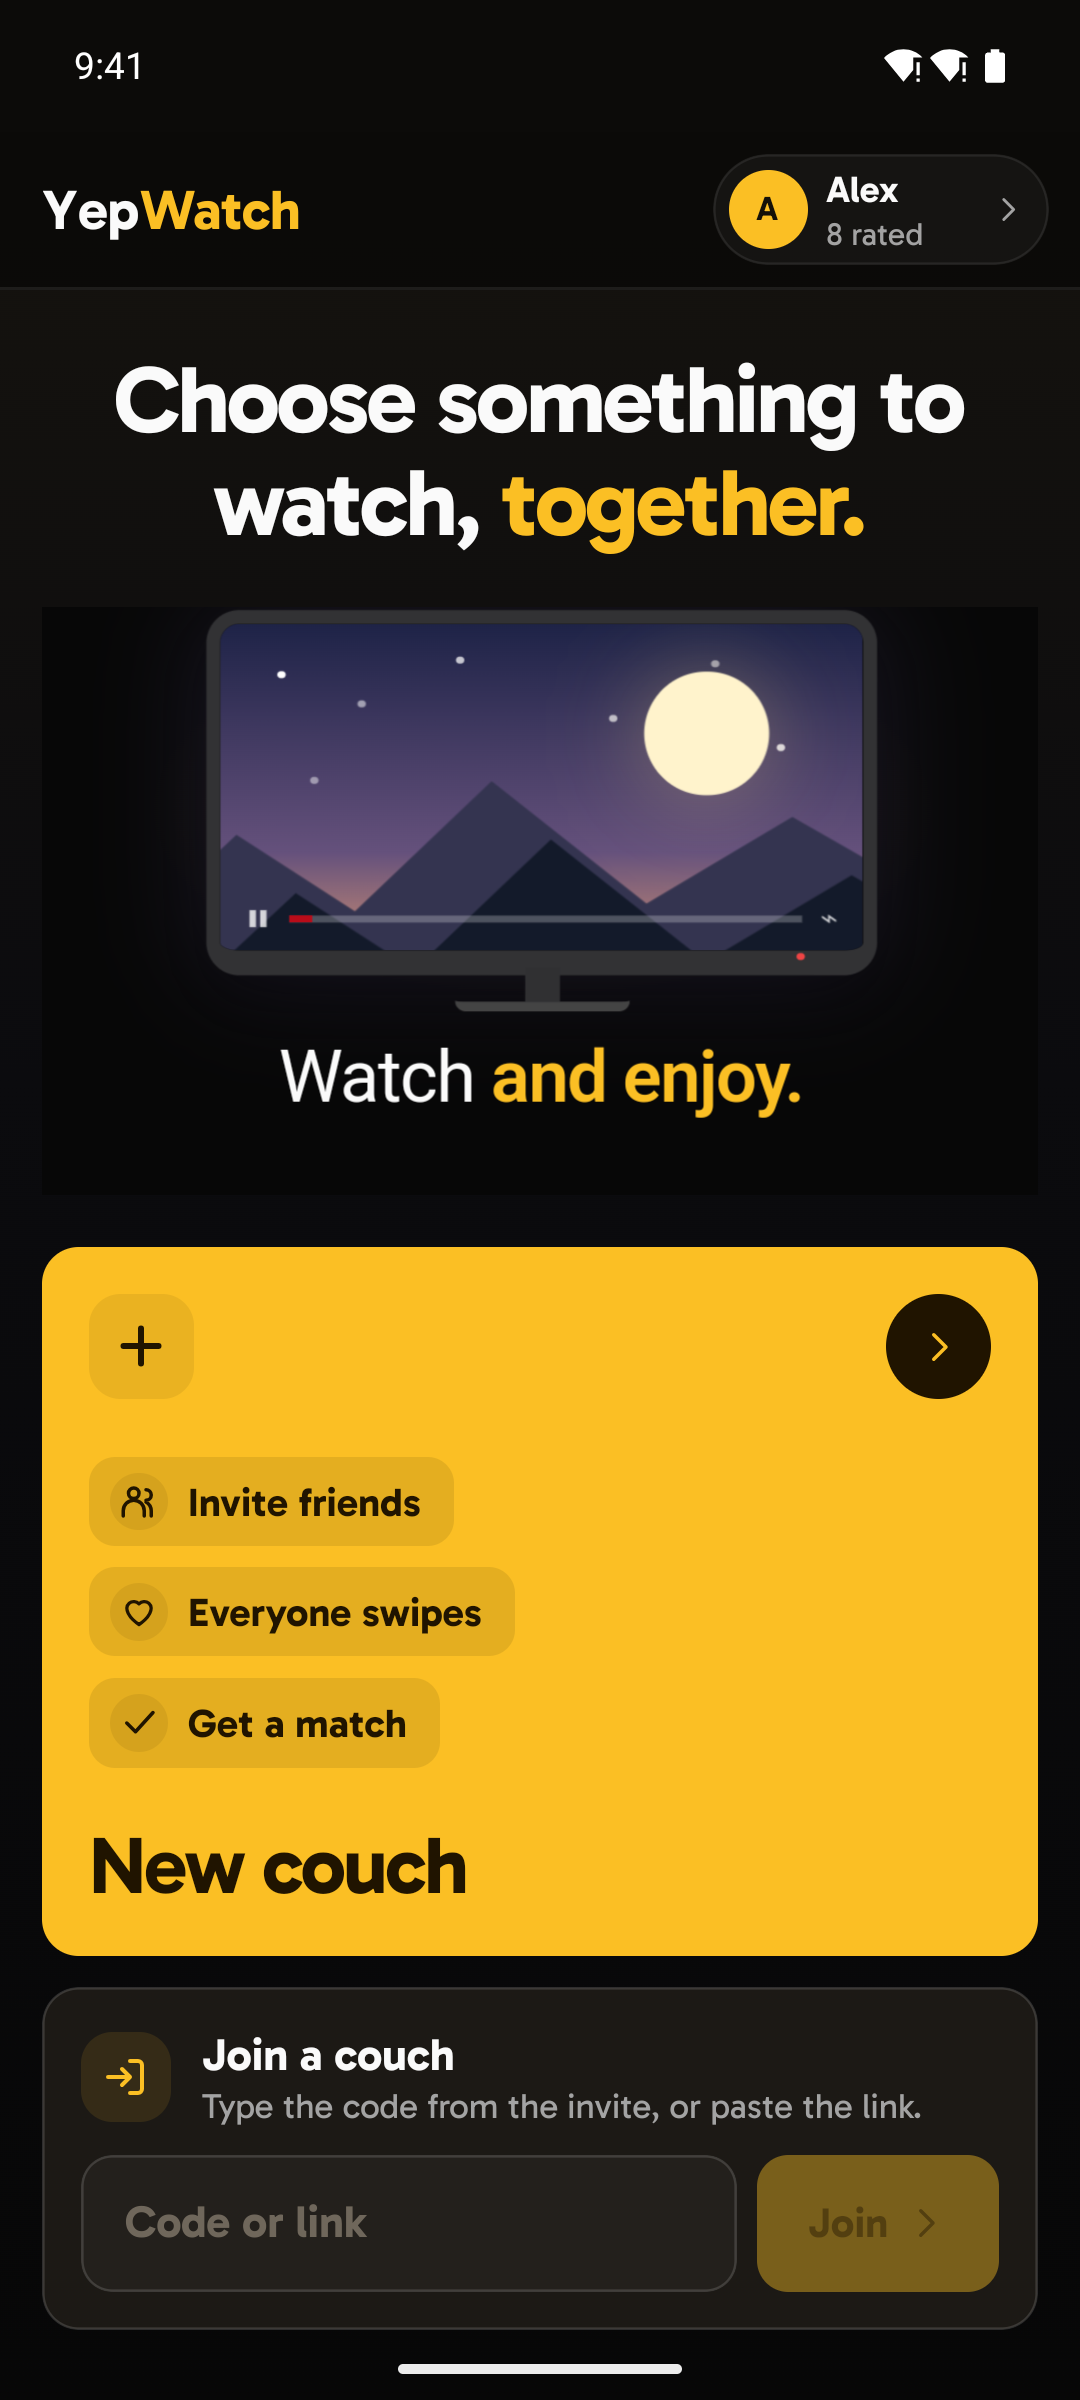 9:41
YepWatch
A
Alex
8 rated
Choose something to
watch, together.
Watch and enjoy.
Invite friends
Everyone swipes
Get a match
New couch
Join a couch
Type the code from the invite, or paste the link.
Code or link
Join